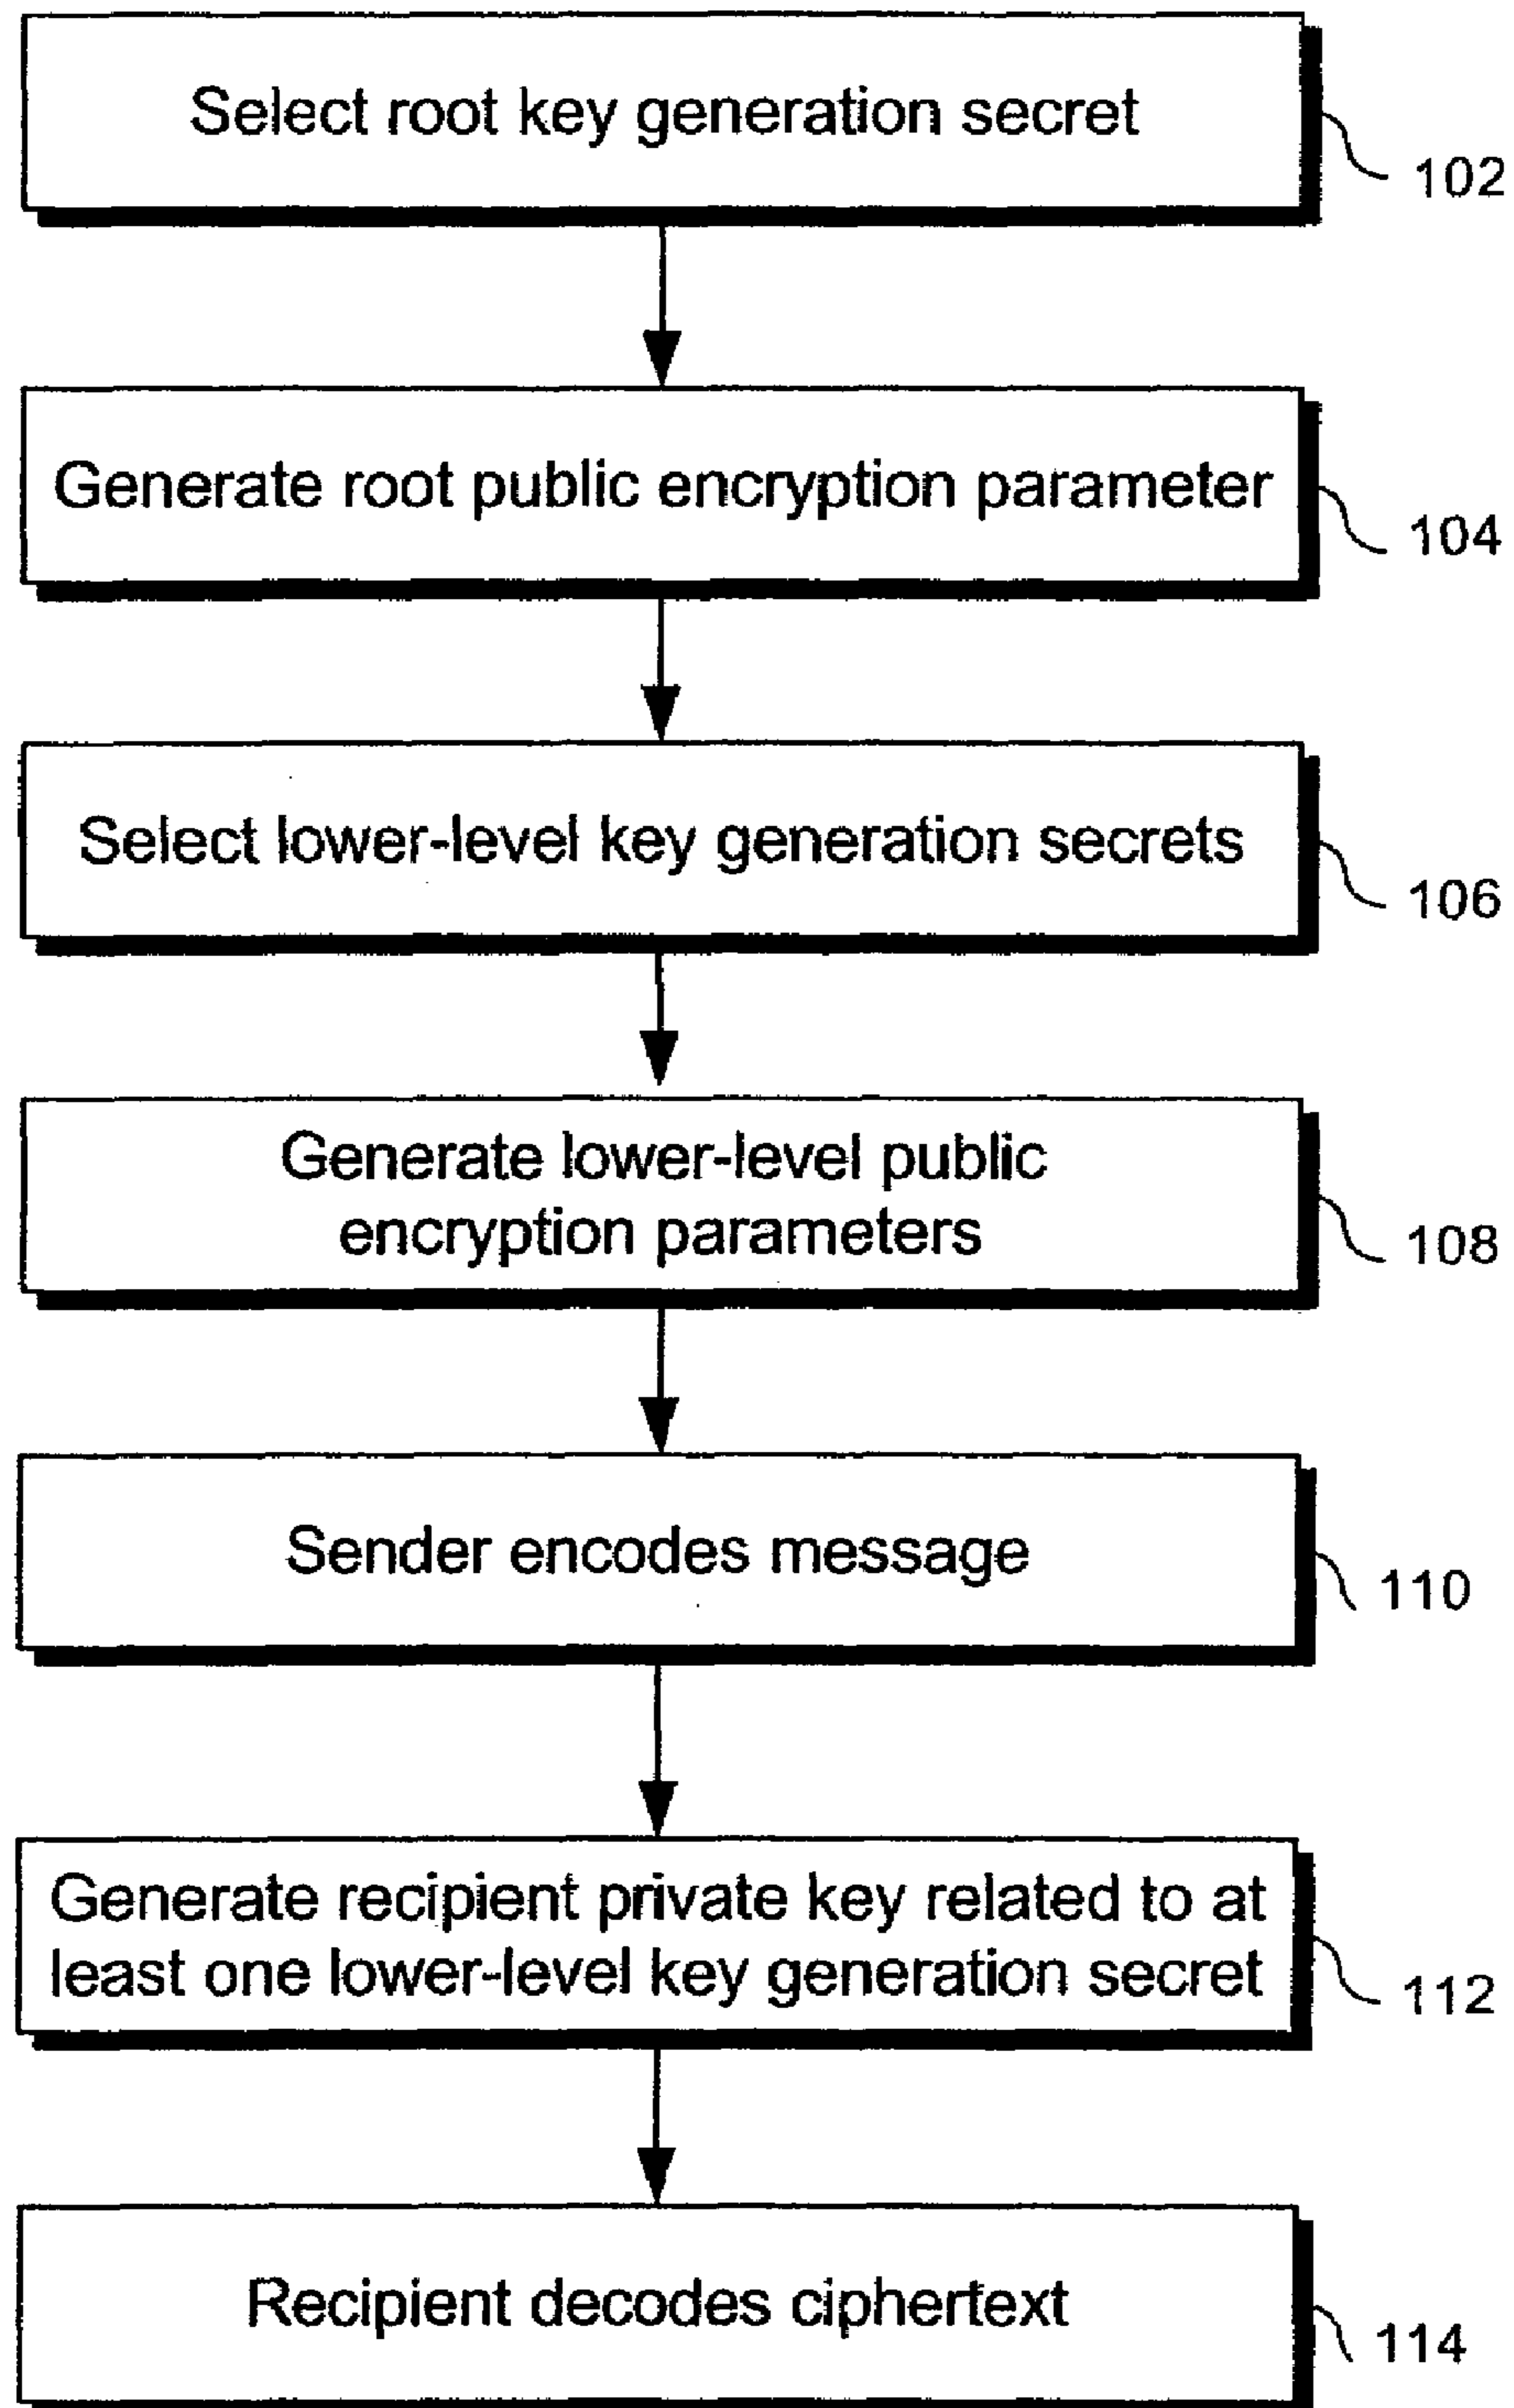 Select root key generation secret
102
Generate root public encryption parameter
104
Select lower-level key generation secrets
106
Generate lower-level public
encryption parameters
108
Sender encodes message
110
Generate recipient private key related to at
least one lower-level key generation secret
112
Recipient decodes ciphertext
114